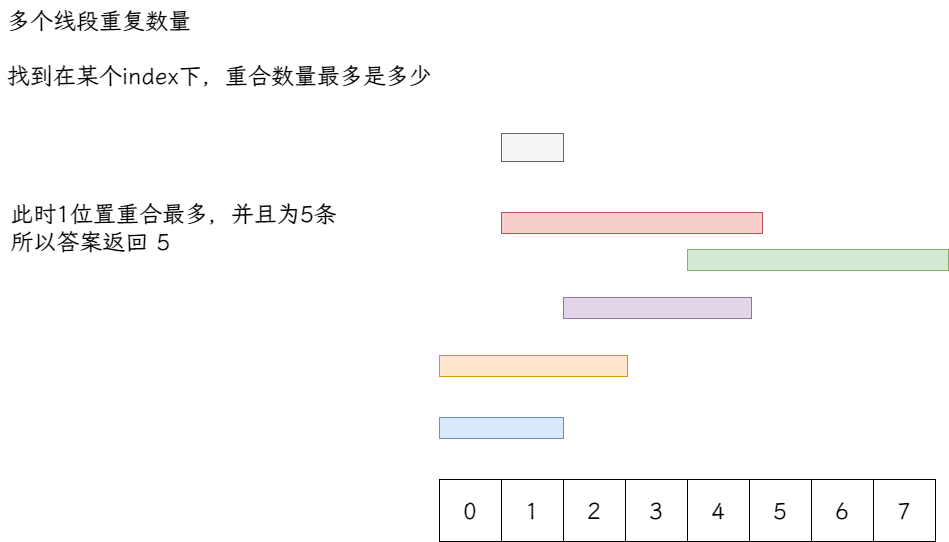 多个线段重复数量
找到在某个index下，重合数量最多是多少
此时1位置重合最多，并且为5条
所以答案返回 5
0 1 2 3 4 5 6 7